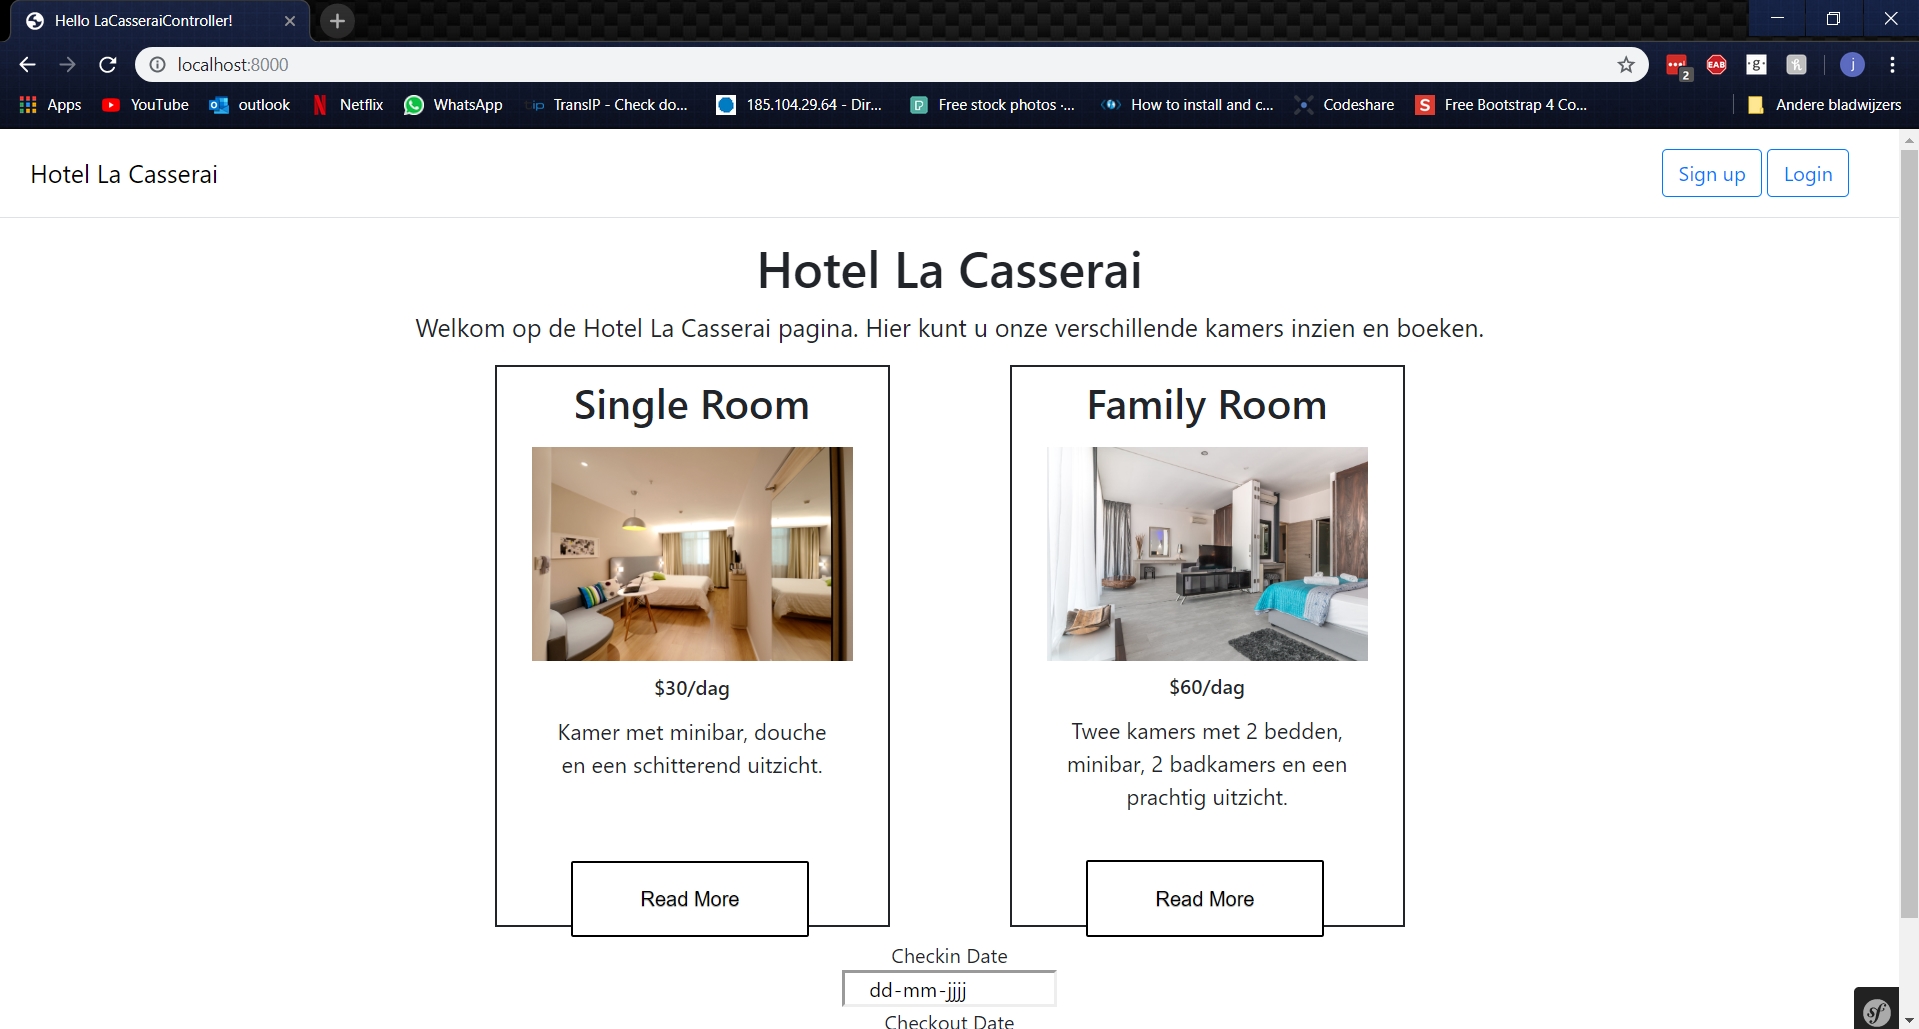 Hello LaCasseraiController!
localhost:8000
2
EAB
g
j
Apps
YouTube
outlook
Netflix
WhatsApp
TransIP - Check do...
185.104.29.64 - Dir...
Free stock photos ·...
How to install and c...
Codeshare
Free Bootstrap 4 Co...
Andere bladwijzers
Hotel La Casserai
Sign up
Login
Hotel La Casserai
Welkom op de Hotel La Casserai pagina. Hier kunt u onze verschillende kamers inzien en boeken.
Single Room
$30/dag
Kamer met minibar, douche
en een schitterend uitzicht.
Read More
Family Room
$60/dag
Twee kamers met 2 bedden,
minibar, 2 badkamers en een
prachtig uitzicht.
Read More
Checkin Date
dd-mm-jjjj
Checkout Date
sf